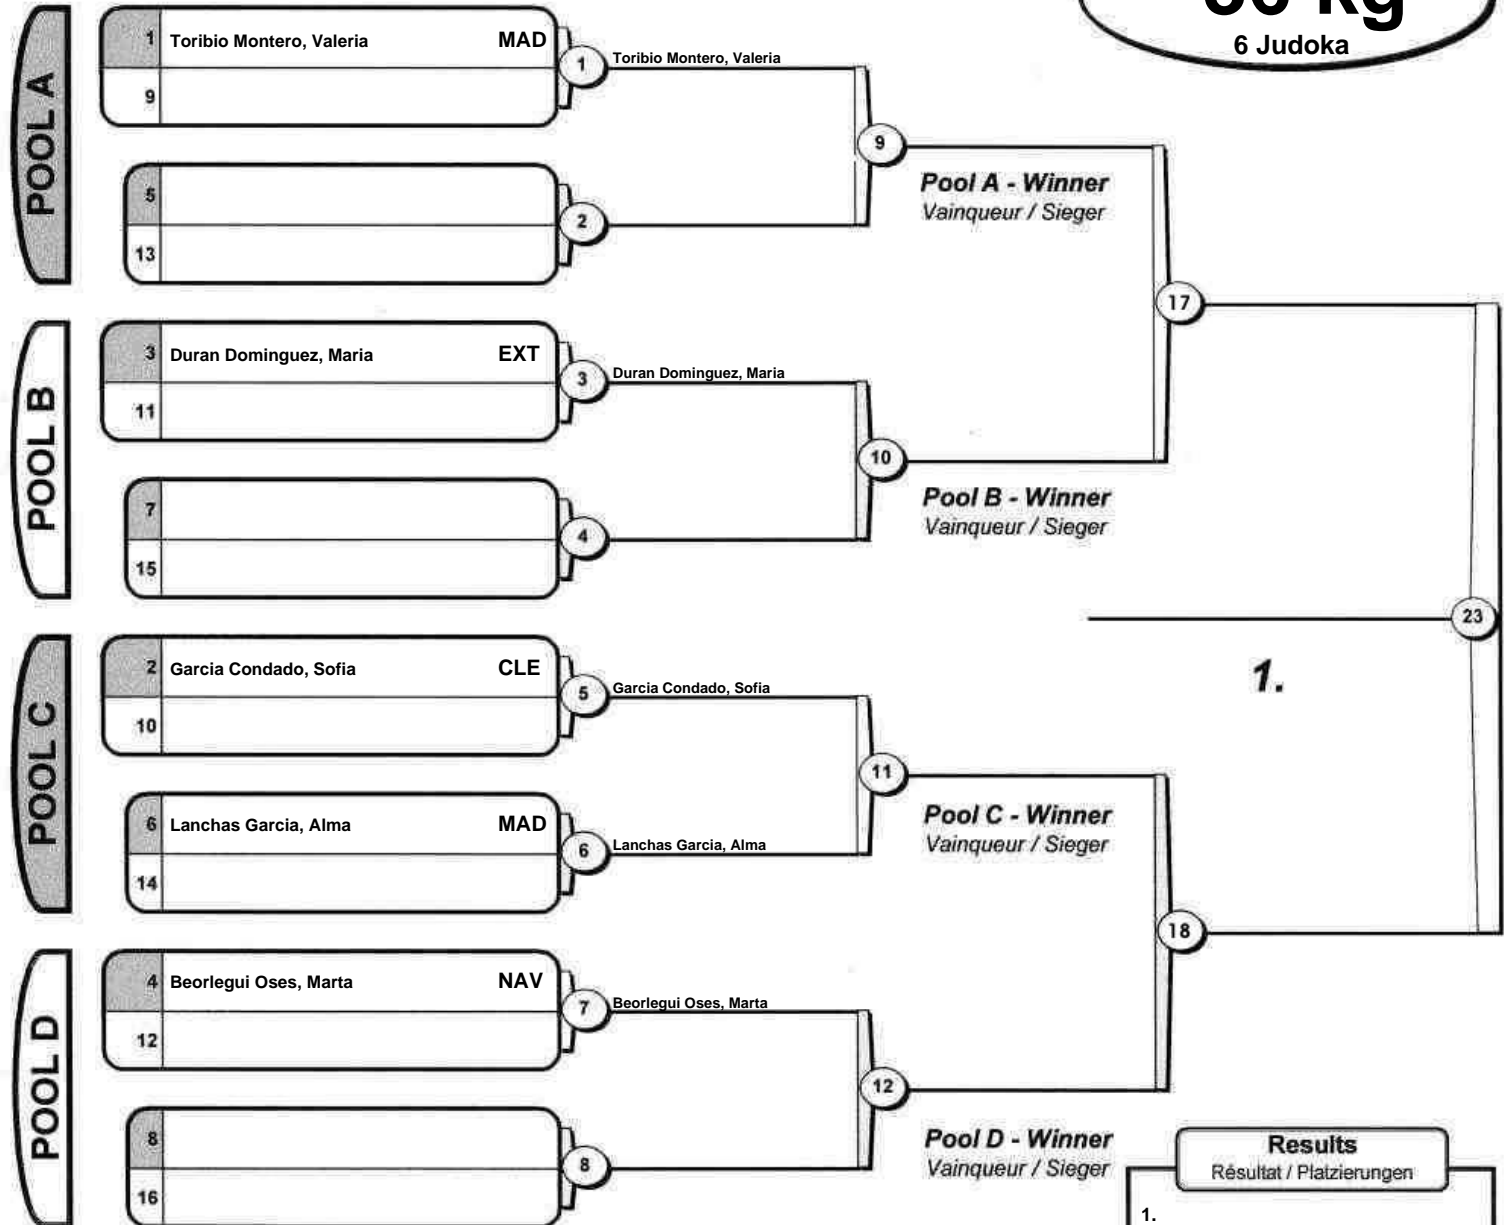 kg
6 Judoka
POOL A
1 Toribio Montero, Valeria MAD
9
1
Toribio Montero, Valeria
5
13
2
9
Pool A - Winner
Vainqueur / Sieger
POOL B
3 Duran Dominguez, Maria EXT
11
3
Duran Dominguez, Maria
7
15
4
10
Pool B - Winner
Vainqueur / Sieger
17
POOL C
2 Garcia Condado, Sofia CLE
10
5
Garcia Condado, Sofia
6 Lanchas Garcia, Alma MAD
14
6
Lanchas Garcia, Alma
11
Pool C - Winner
Vainqueur / Sieger
POOL D
4 Beorlegui Oses, Marta NAV
12
7
Beorlegui Oses, Marta
8
16
8
12
Pool D - Winner
Vainqueur / Sieger
18
23
1.
Results
Résultat / Platzierungen
1.